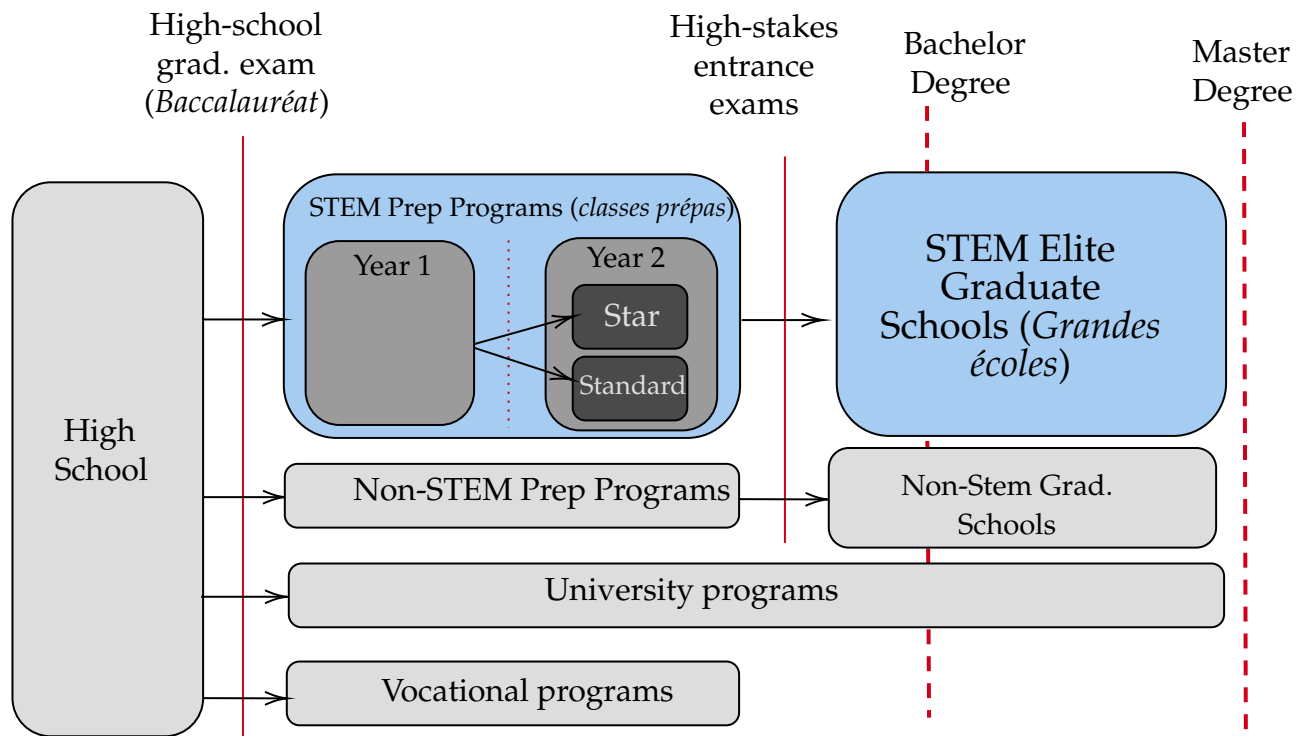 High-school
grad. exam
(Baccalauréat)
High-stakes
entrance
exams
Bachelor
Degree
Master
Degree
High
School
STEM Prep Programs (classes prépas)
Year 1
Year 2
Star
Standard
STEM Elite
Graduate
Schools (Grandes
écoles)
Non-STEM Prep Programs
Non-Stem Grad.
Schools
University programs
Vocational programs